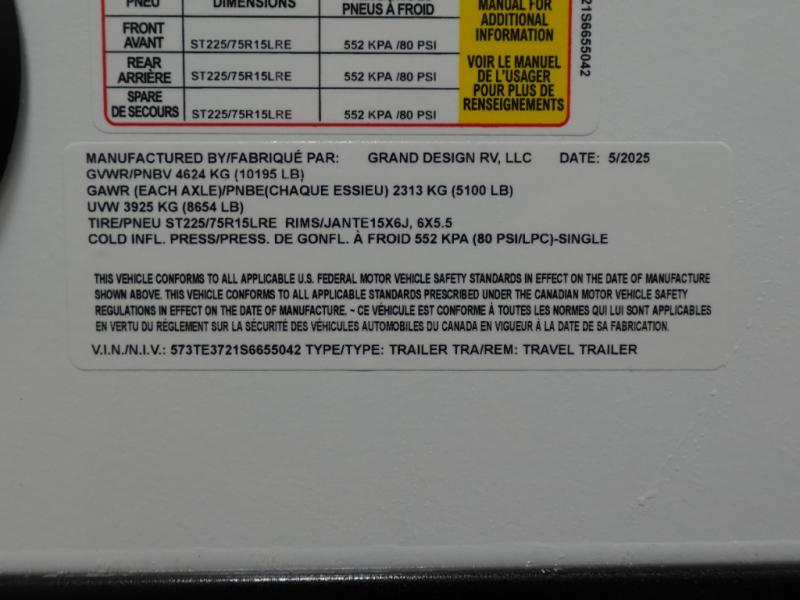 PNEU DIMENSIONS PNEUS À FROID
MANUAL FOR
ADDITIONAL
INFORMATION
FRONT
AVANT ST225/75R15LRE 552 KPA /80 PSI
REAR
ARRIÈRE ST225/75R15LRE 552 KPA /80 PSI
SPARE
DE SECOURS ST225/75R15LRE 552 KPA /80 PSI
VOIR LE MANUEL
DE L'USAGER
POUR PLUS DE
RENSEIGNEMENTS
21S6655042
MANUFACTURED BY/FABRIQUÉ PAR: GRAND DESIGN RV, LLC DATE: 5/2025
GVWR/PNBV 4624 KG (10195 LB)
GAWR (EACH AXLE)/PNBE(CHAQUE ESSIEU) 2313 KG (5100 LB)
UVW 3925 KG (8654 LB)
TIRE/PNEU ST225/75R15LRE RIMS/JANTE15X6J, 6X5.5
COLD INFL. PRESS/PRESS. DE GONFL. À FROID 552 KPA (80 PSI/LPC)-SINGLE
THIS VEHICLE CONFORMS TO ALL APPLICABLE U.S. FEDERAL MOTOR VEHICLE SAFETY STANDARDS IN EFFECT ON THE DATE OF MANUFACTURE
SHOWN ABOVE. THIS VEHICLE CONFORMS TO ALL APPLICABLE STANDARDS PRESCRIBED UNDER THE CANADIAN MOTOR VEHICLE SAFETY
REGULATIONS IN EFFECT ON THE DATE OF MANUFACTURE. ~ CE VÉHICULE EST CONFORME À TOUTES LES NORMES QUI LUI SONT APPLICABLES
EN VERTU DU RÉGLEMENT SUR LA SÉCURITÉ DES VÉHICULES AUTOMOBILES DU CANADA EN VIGUEUR À LA DATE DE SA FABRICATION.
V.I.N./N.I.V.: 573TE3721S6655042 TYPE/TYPE: TRAILER TRA/REM: TRAVEL TRAILER